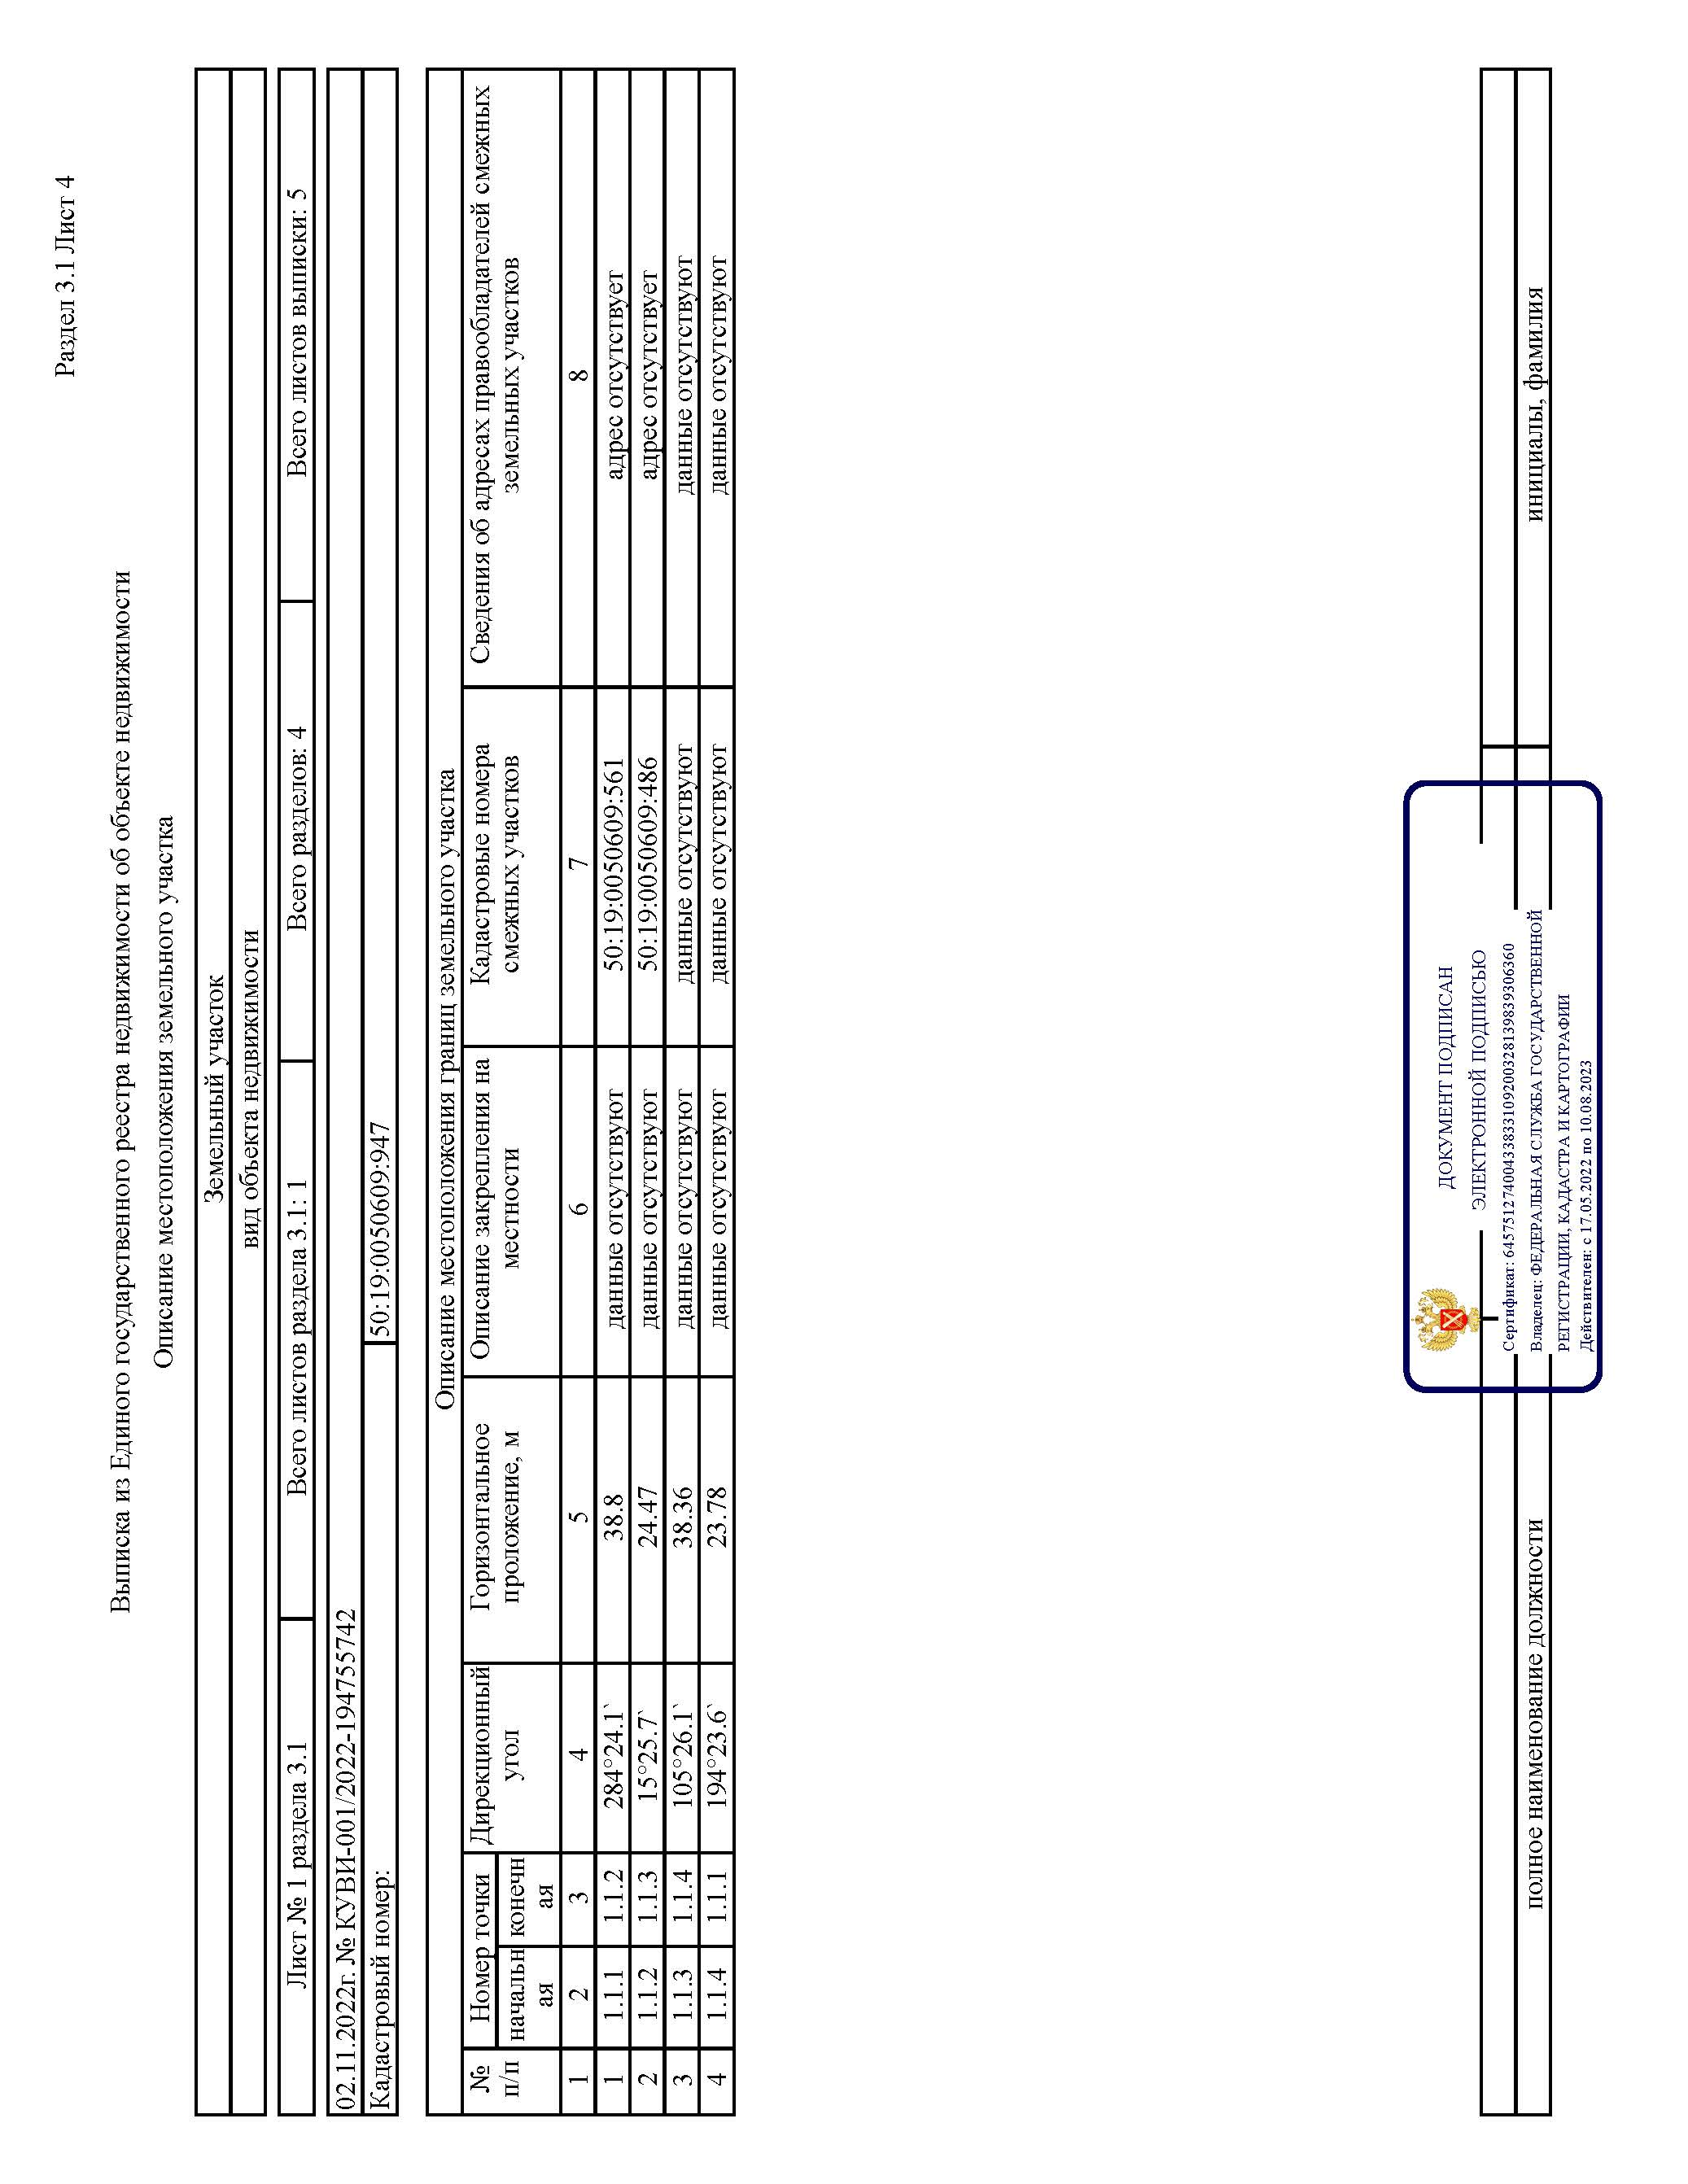 Раздел 3.1 Лист 4
Выписка из Единого государственного реестра недвижимости об объекте недвижимости
Описание местоположения земельного участка
Земельный участок
вид объекта недвижимости
Лист № 1 раздела 3.1 Всего листов раздела 3.1: 1 Всего разделов: 4 Всего листов выписки: 5
02.11.2022г. № КУВИ-001/2022-194755742
Кадастровый номер: 50:19:0050609:947
Описание местоположения границ земельного участка
№ Номер точки Дирекционный Горизонтальное Описание закрепления на Кадастровые номера Сведения об адресах правообладателей смежных
п/п начальн конечн угол проложение, м местности смежных участков земельных участков
ая ая
1 2 3 4 5 6 7 8
1 1.1.1 1.1.2 284°24.1` 38.8 данные отсутствуют 50:19:0050609:561 адрес отсутствует
2 1.1.2 1.1.3 15°25.7` 24.47 данные отсутствуют 50:19:0050609:486 адрес отсутствует
3 1.1.3 1.1.4 105°26.1` 38.36 данные отсутствуют данные отсутствуют данные отсутствуют
4 1.1.4 1.1.1 194°23.6` 23.78 данные отсутствуют данные отсутствуют данные отсутствуют
ДОКУМЕНТ ПОДПИСАН
ЭЛЕКТРОННОЙ ПОДПИСЬЮ
Сертификат: 645751274004338331092003281398393­06360
Владелец: ФЕДЕРАЛЬНАЯ СЛУЖБА ГОСУДАРСТВЕННОЙ
РЕГИСТРАЦИИ, КАДАСТРА И КАРТОГРАФИИ
Действителен: с 17.05.2022 по 10.08.2023
полное наименование должности инициалы, фамилия